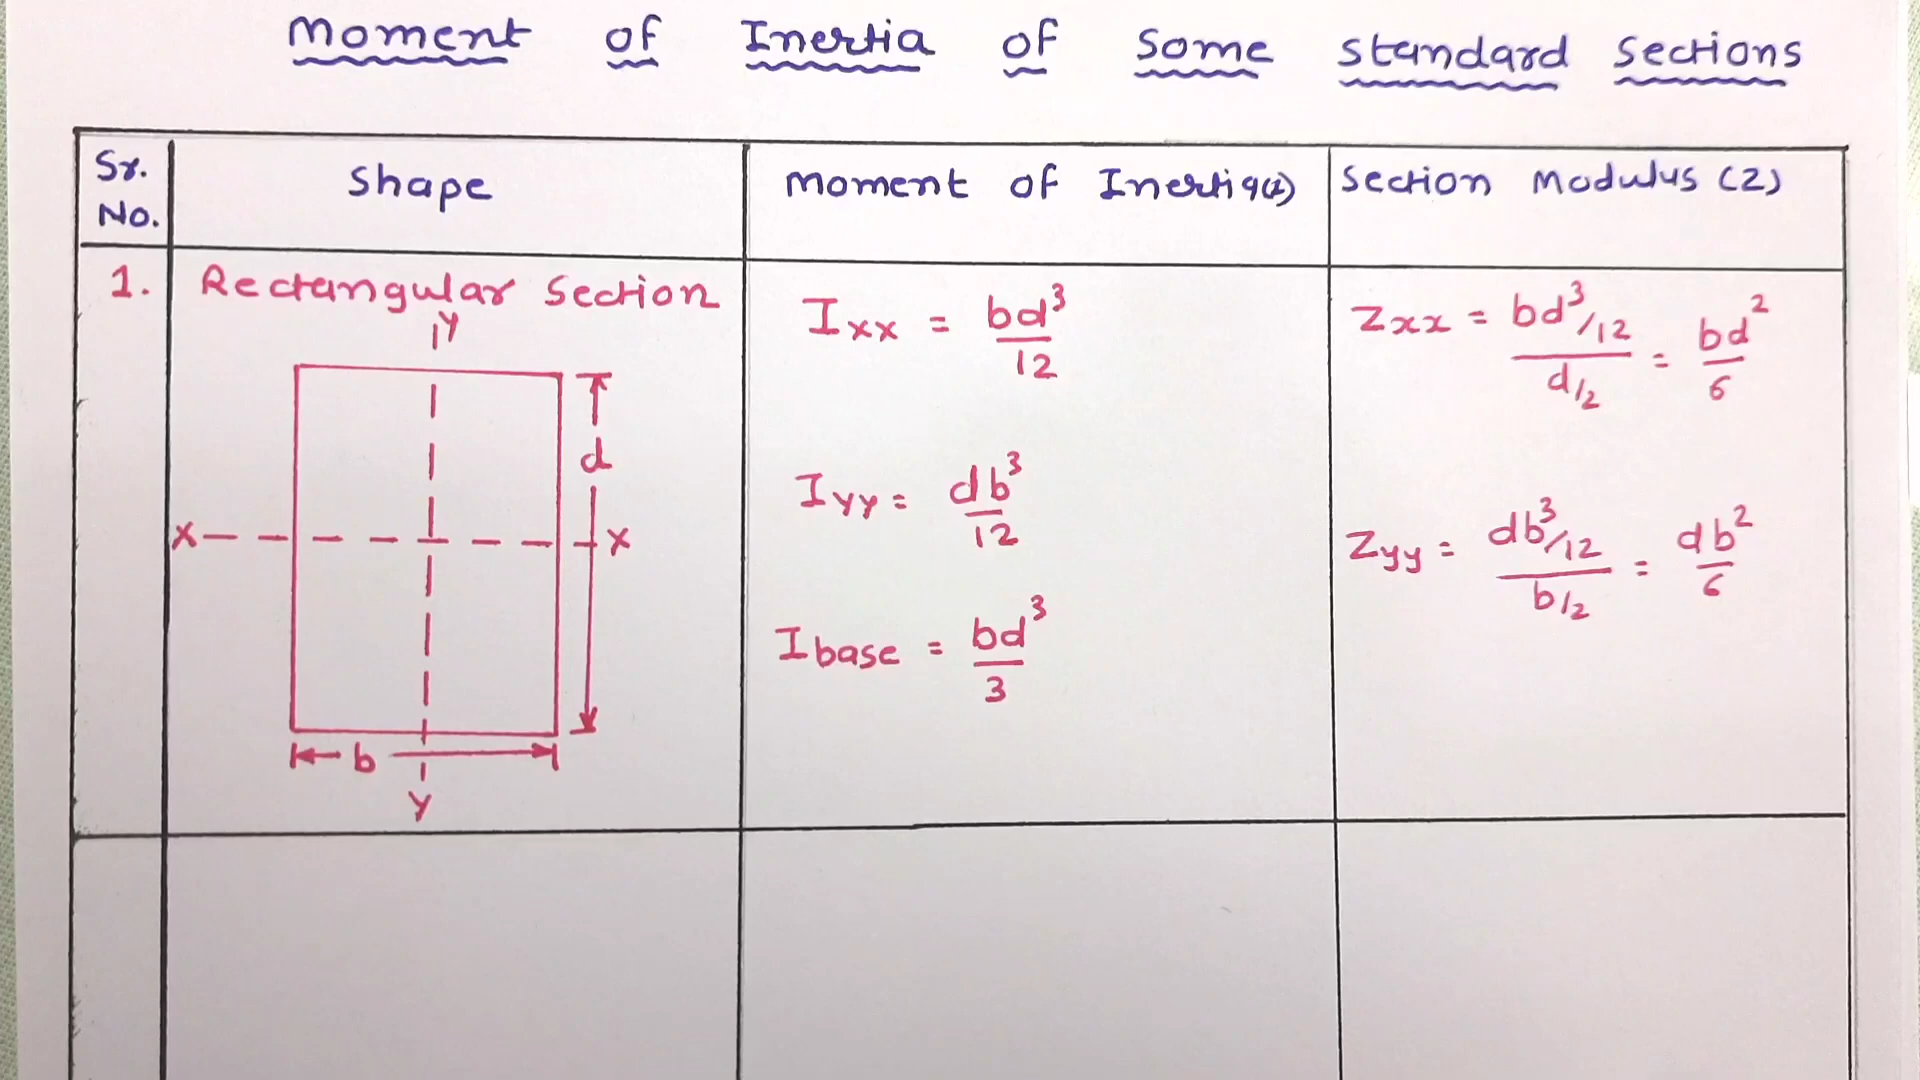 Moment of Inertia of Some standard Sections
Sr. No.
Shape
Moment of Inertia(I)
Section Modulus (Z)
1.
Rectangular Section
Y
d
X
X
b
Y
Ixx = bd³/12
Iyy = db³/12
Ibase = bd³/3
Zxx = bd³/12 / d/2 = bd²/6
Zyy = db³/12 / b/2 = db²/6